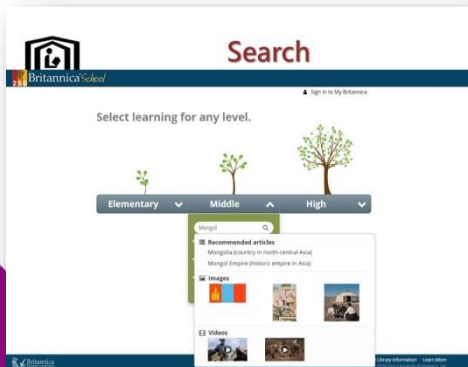 Search
Britannica School
Sign In to My Britannica
Select learning for any level.
Elementary
Middle
High
Mongol
Recommended articles
Mongolia (country in north-central Asia)
Mongol Empire (historic empire in Asia)
Images
Videos
Britannica
Library Information Learn More